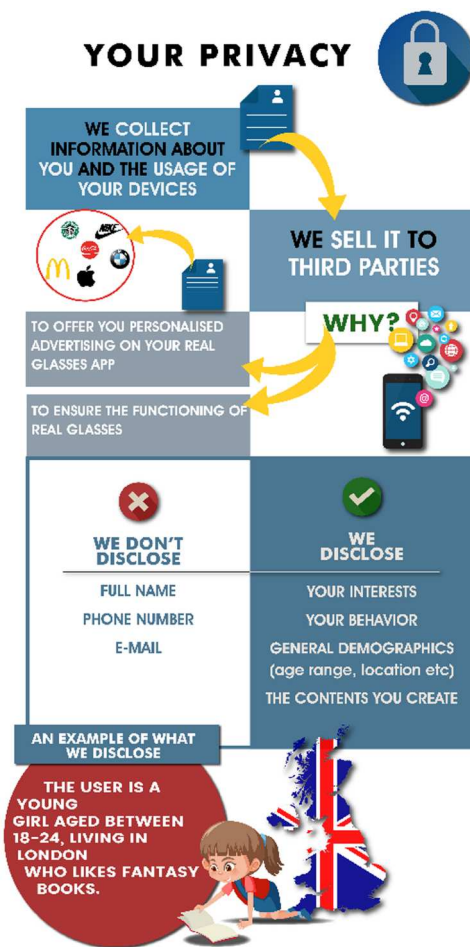 YOUR PRIVACY
WE COLLECT
INFORMATION ABOUT
YOU AND THE USAGE OF
YOUR DEVICES
WE SELL IT TO
THIRD PARTIES
WHY?
TO OFFER YOU PERSONALISED
ADVERTISING ON YOUR REAL
GLASSES APP
TO ENSURE THE FUNCTIONING OF
REAL GLASSES
WE DON'T
DISCLOSE
FULL NAME
PHONE NUMBER
E-MAIL
WE
DISCLOSE
YOUR INTERESTS
YOUR BEHAVIOR
GENERAL DEMOGRAPHICS
(age range, location etc)
THE CONTENTS YOU CREATE
AN EXAMPLE OF WHAT
WE DISCLOSE
THE USER IS A
YOUNG
GIRL AGED BETWEEN
18-24, LIVING IN
LONDON
WHO LIKES FANTASY
BOOKS.